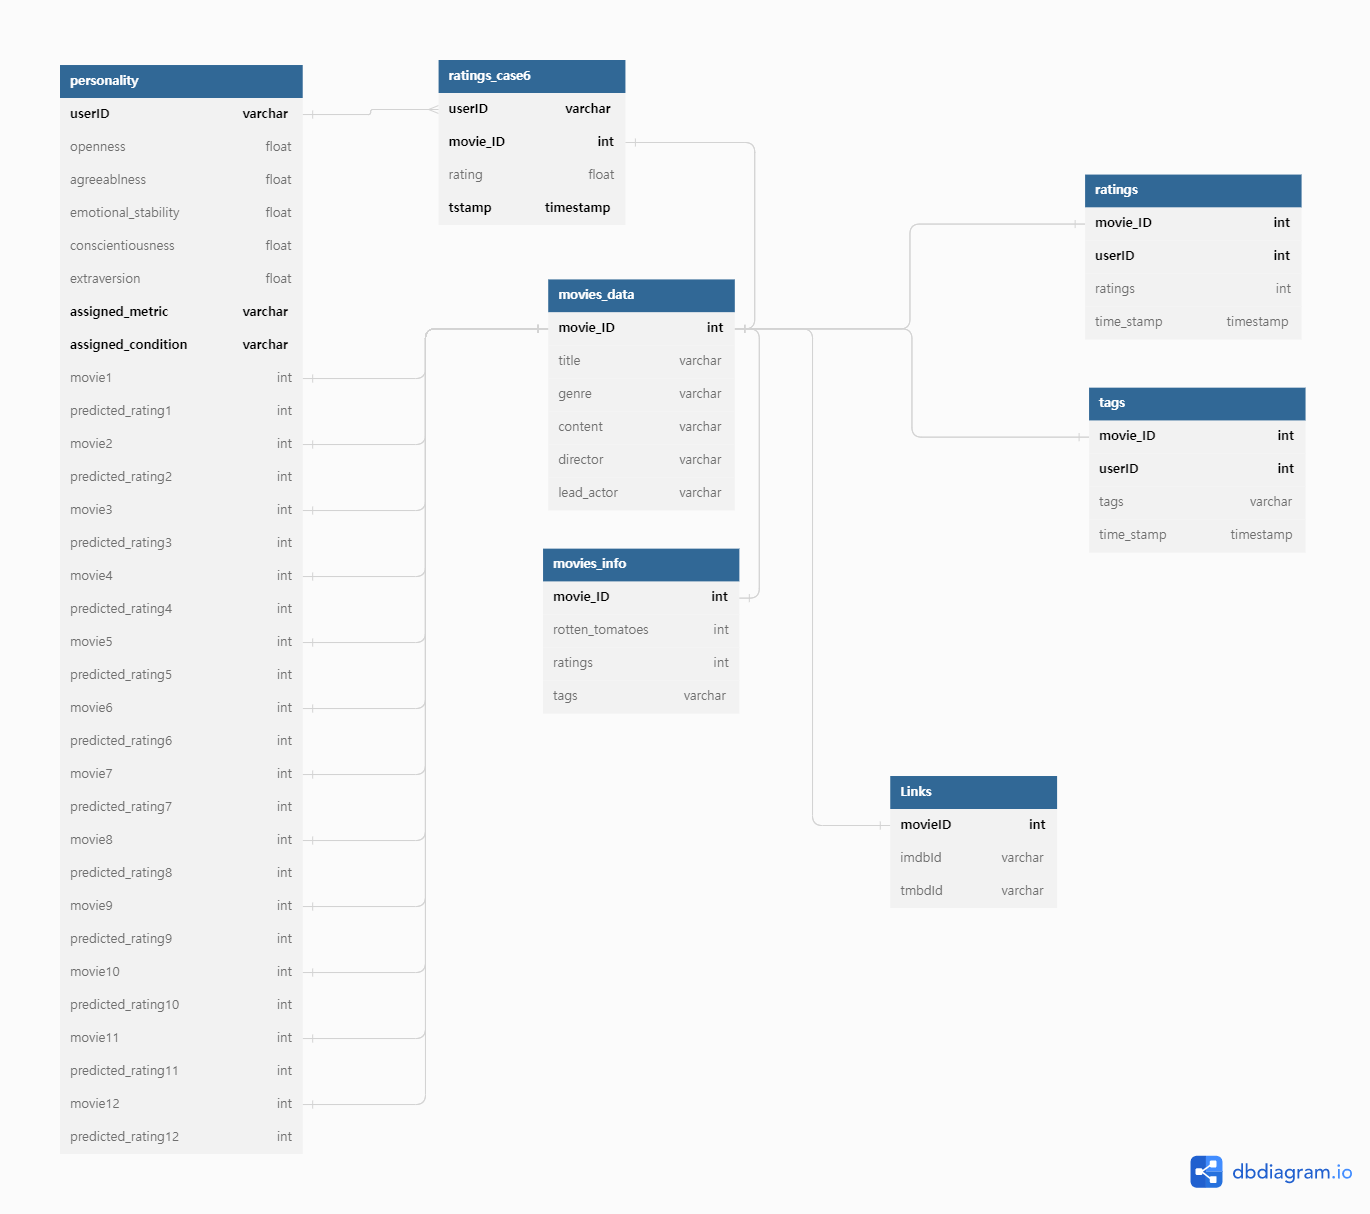 personality
userID varchar
openness float
agreeablness float
emotional_stability float
conscientiousness float
extraversion float
assigned_metric varchar
assigned_condition varchar
movie1 int
predicted_rating1 int
movie2 int
predicted_rating2 int
movie3 int
predicted_rating3 int
movie4 int
predicted_rating4 int
movie5 int
predicted_rating5 int
movie6 int
predicted_rating6 int
movie7 int
predicted_rating7 int
movie8 int
predicted_rating8 int
movie9 int
predicted_rating9 int
movie10 int
predicted_rating10 int
movie11 int
predicted_rating11 int
movie12 int
predicted_rating12 int
ratings_case6
userID varchar
movie_ID int
rating float
tstamp timestamp
movies_data
movie_ID int
title varchar
genre varchar
content varchar
director varchar
lead_actor varchar
movies_info
movie_ID int
rotten_tomatoes int
ratings int
tags varchar
ratings
movie_ID int
userID int
ratings int
time_stamp timestamp
tags
movie_ID int
userID int
tags varchar
time_stamp timestamp
Links
movieID int
imdbId varchar
tmbdId varchar
dbdiagram.io